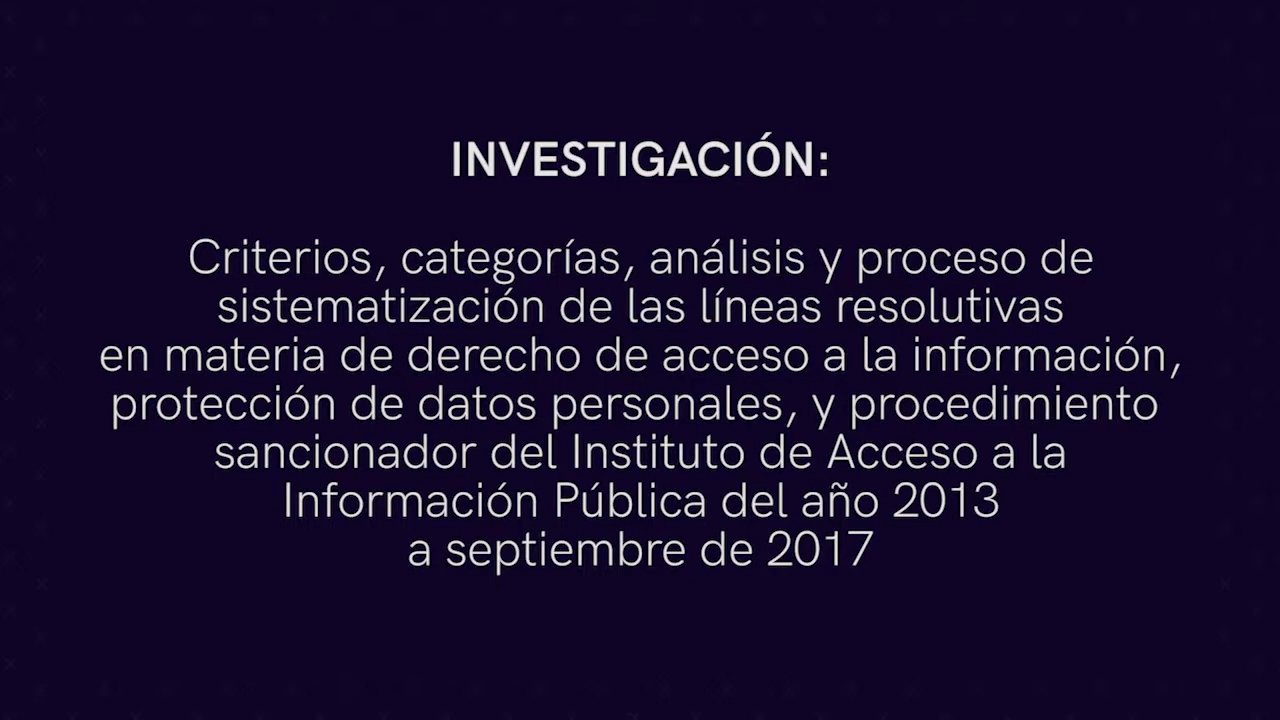 INVESTIGACIÓN:
Criterios, categorías, análisis y proceso de
sistematización de las líneas resolutivas
en materia de derecho de acceso a la información,
protección de datos personales, y procedimiento
sancionador del Instituto de Acceso a la
Información Pública del año 2013
a septiembre de 2017